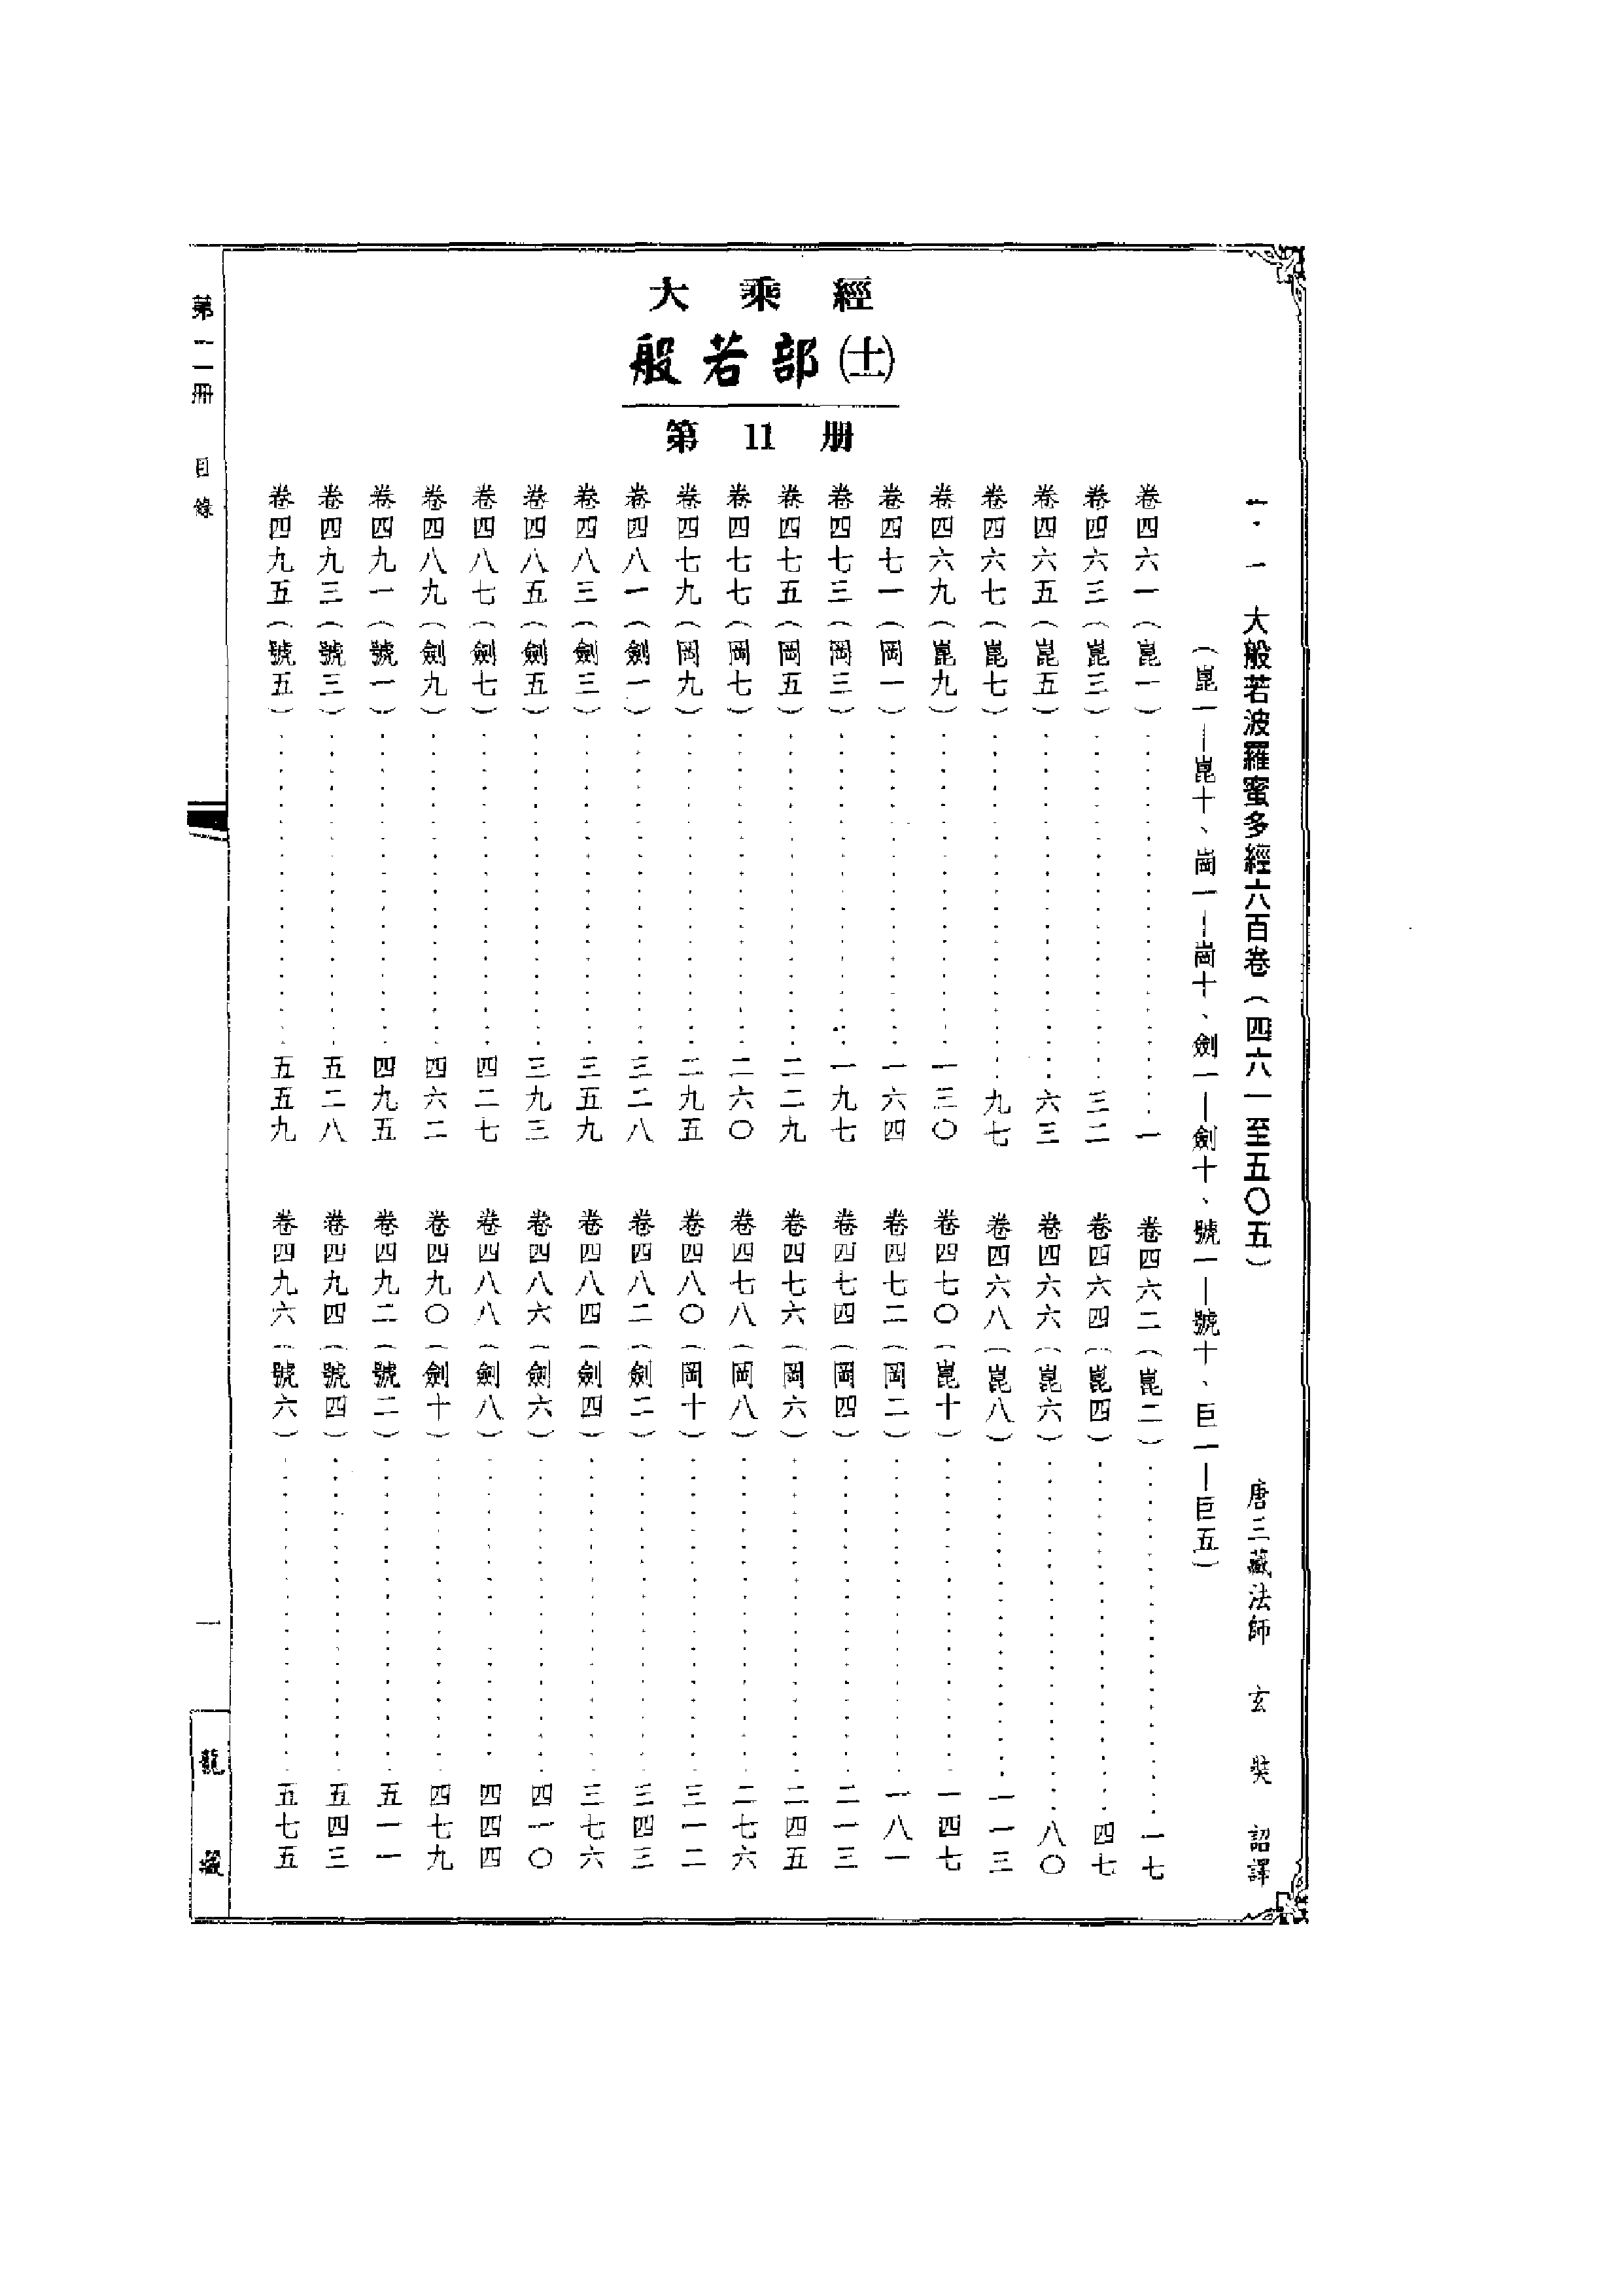 大乘經
般若部(十一)
第11册
一·一 大般若波羅蜜多經六百卷(四六一至五〇五) 唐三藏法師 玄奘 詔譯
(崑一—崑十、崗一—崗十、劍一—劍十、號一—號十、巨一—巨五)
卷四六一(崑一)……一
卷四六二(崑二)……一七
卷四六三(崑三)……三二
卷四六四(崑四)……四七
卷四六五(崑五)……六三
卷四六六(崑六)……八〇
卷四六七(崑七)……九七
卷四六八(崑八)……一一三
卷四六九(崑九)……一三〇
卷四七〇(崑十)……一四七
卷四七一(岡一)……一六四
卷四七二(岡二)……一八一
卷四七三(岡三)……一九七
卷四七四(岡四)……二一三
卷四七五(岡五)……二二九
卷四七六(岡六)……二四五
卷四七七(岡七)……二六〇
卷四七八(岡八)……二七六
卷四七九(岡九)……二九五
卷四八〇(岡十)……三一二
卷四八一(劍一)……三二八
卷四八二(劍二)……三四三
卷四八三(劍三)……三五九
卷四八四(劍四)……三七六
卷四八五(劍五)……三九三
卷四八六(劍六)……四一〇
卷四八七(劍七)……四二七
卷四八八(劍八)……四四四
卷四八九(劍九)……四六二
卷四九〇(劍十)……四七九
卷四九一(號一)……四九五
卷四九二(號二)……五一一
卷四九三(號三)……五二八
卷四九四(號四)……五四三
卷四九五(號五)……五五九
卷四九六(號六)……五七五
第一一冊 目錄
一
龍藏